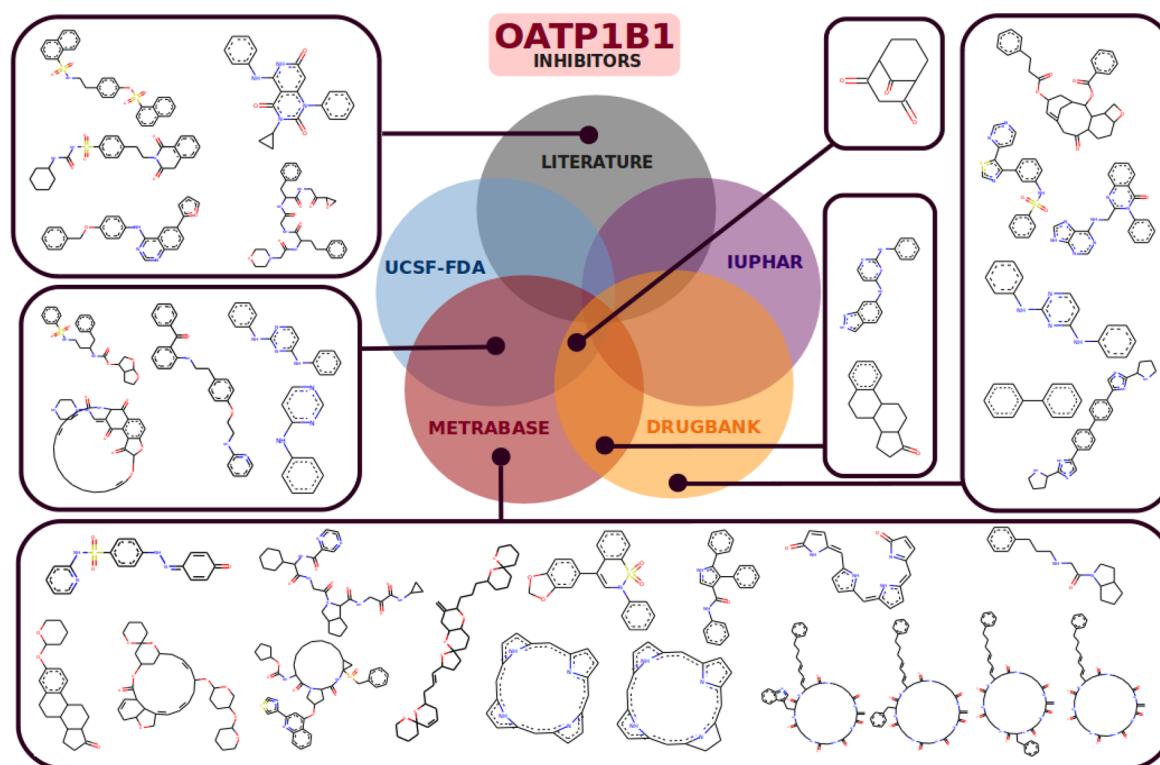 OATP1B1
INHIBITORS
LITERATURE
UCSF-FDA
IUPHAR
METRABASE
DRUGBANK